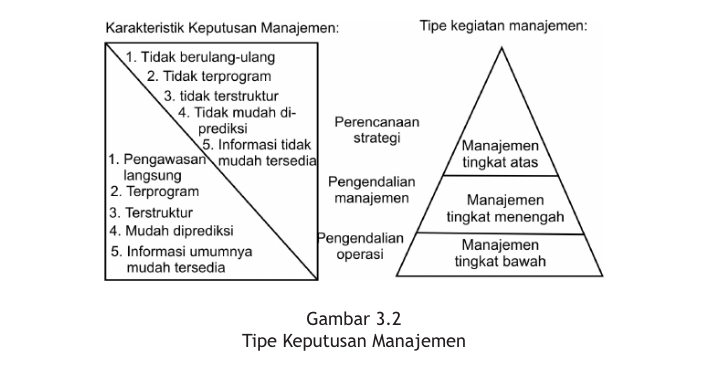 Karakteristik Keputusan Manajemen:
1. Tidak berulang-ulang
2. Tidak terprogram
3. tidak terstruktur
4. Tidak mudah di-
prediksi
5. Informasi tidak
mudah tersedia
1. Pengawasan
langsung
2. Terprogram
3. Terstruktur
4. Mudah diprediksi
5. Informasi umumnya
mudah tersedia
Tipe kegiatan manajemen:
Perencanaan
strategi
Pengendalian
manajemen
Pengendalian
operasi
Manajemen
tingkat atas
Manajemen
tingkat menengah
Manajemen
tingkat bawah
Gambar 3.2
Tipe Keputusan Manajemen